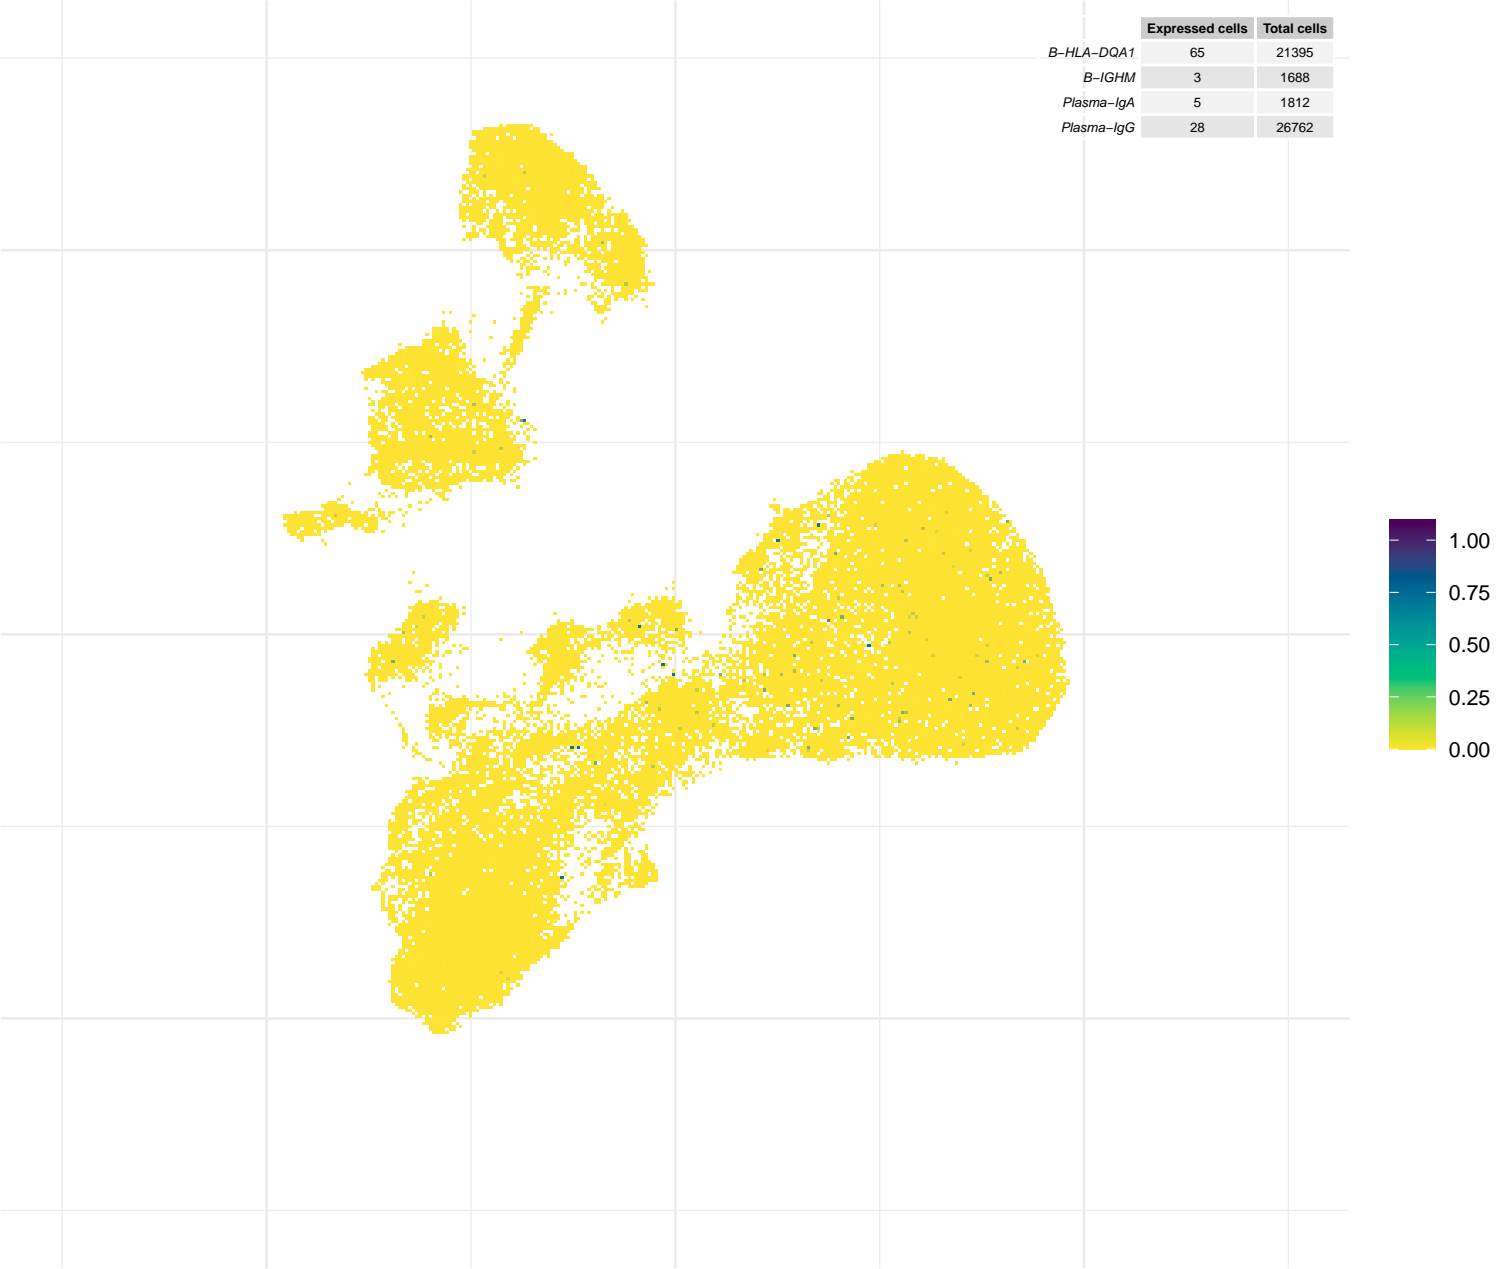 Expressed cells Total cells
B−HLA−DQA1 65 21395
B−IGHM 3 1688
Plasma−IgA 5 1812
Plasma−IgG 28 26762
1.00
0.75
0.50
0.25
0.00